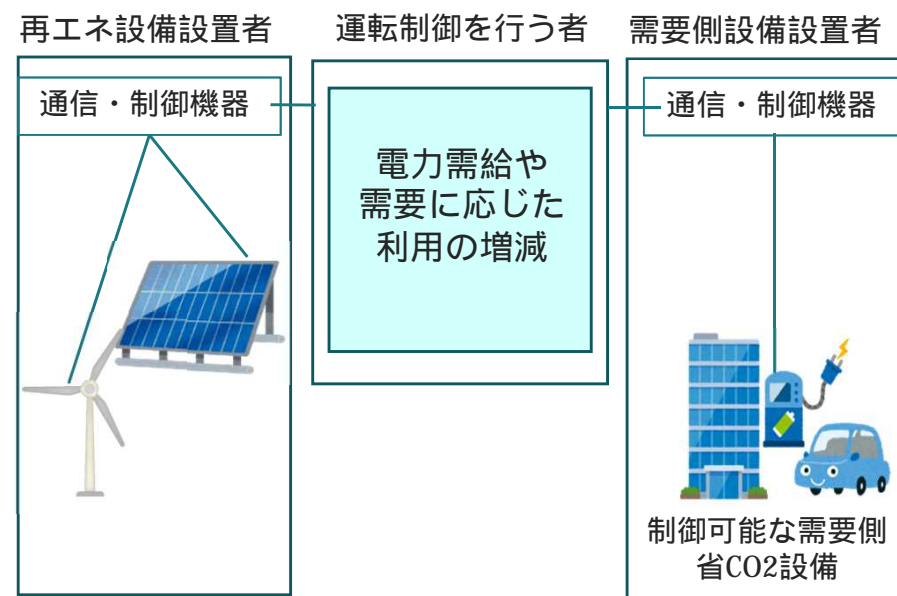 再エネ設備設置者
運転制御を行う者
需要側設備設置者
通信・制御機器
電力需給や
需要に応じた
利用の増減
通信・制御機器
制御可能な需要側
省CO2設備